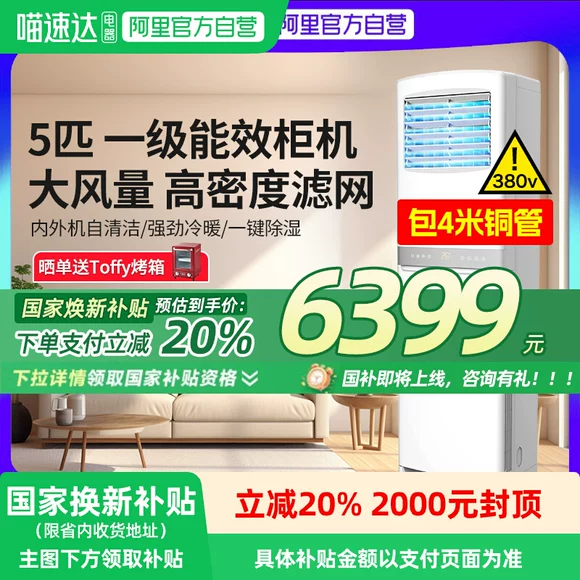 喵速达 电器 阿里官方自营 阿里官方自营
5匹 一级能效柜机
大风量 高密度滤网
内外机自清洁/强劲冷暖/一键除湿
380v
包4米铜管
晒单送Toffy烤箱
国家焕新补贴 预估到手价:
下单支付立减 20% 6399元
下拉详情领取国家补贴资格
国补即将上线，咨询有礼！！！
国家焕新补贴
(限省内收货地址)
主图下方领取补贴
立减20% 2000元封顶
具体补贴金额以支付页面为准